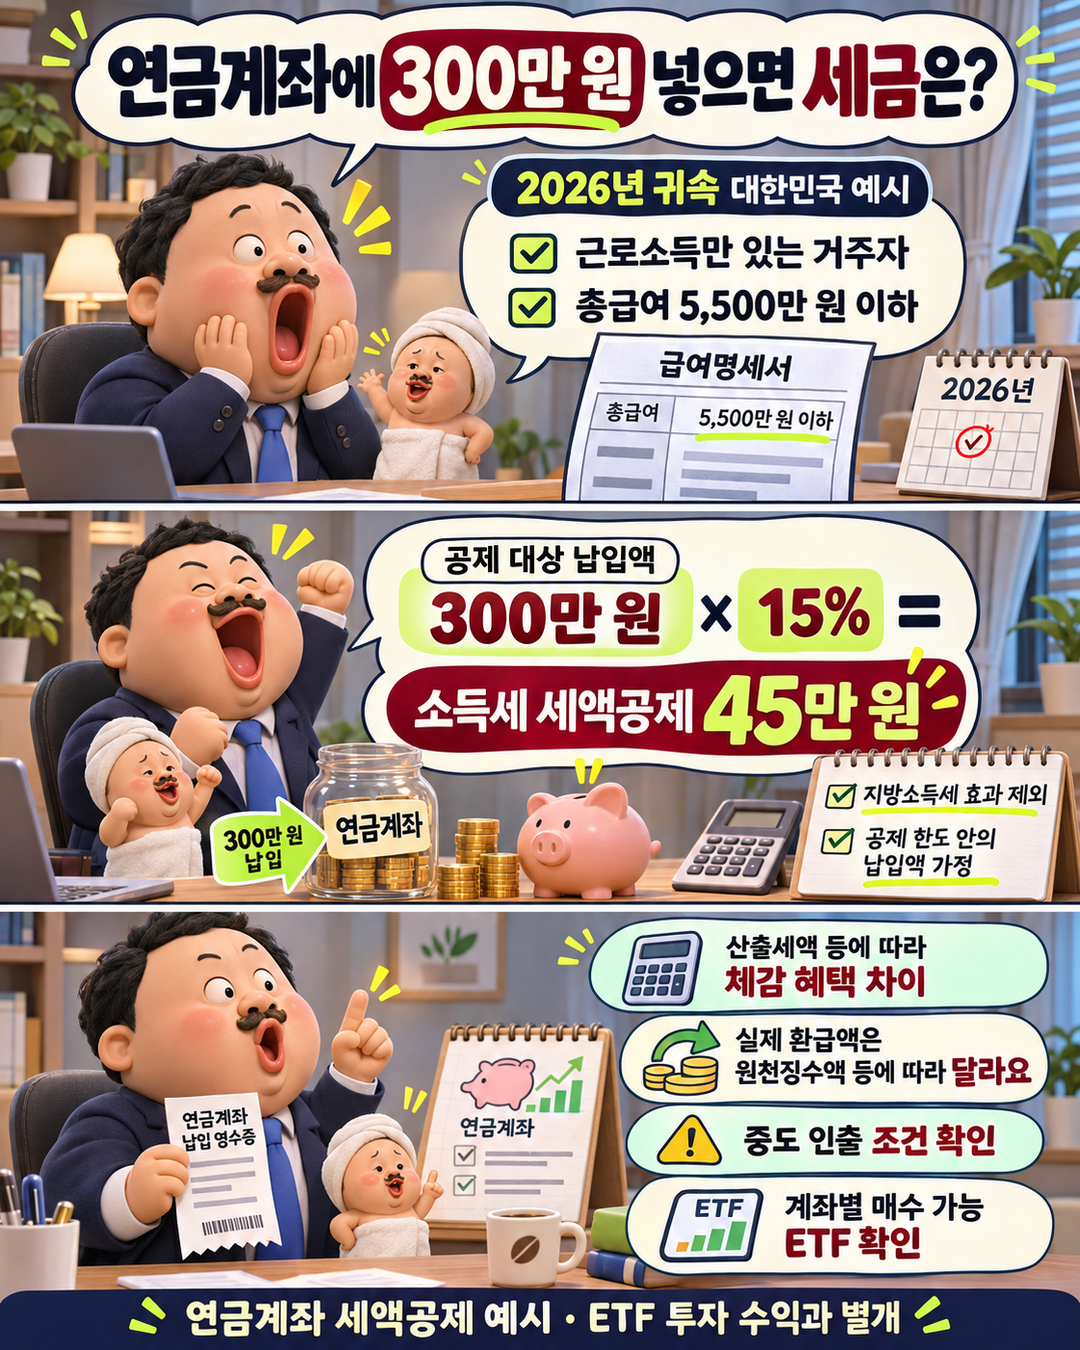 연금계좌에 300만 원 넣으면 세금은?
2026년 귀속 대한민국 예시
근로소득만 있는 거주자
총급여 5,500만 원 이하
급여명세서
총급여 5,500만 원 이하
2026년
공제 대상 납입액
300만 원 × 15% =
소득세 세액공제 45만 원
300만 원
납입
연금계좌
지방소득세 효과 제외
공제 한도 안의
납입액 가정
산출세액 등에 따라
체감 혜택 차이
실제 환급액은
원천징수액 등에 따라 달라요
중도 인출 조건 확인
ETF
계좌별 매수 가능
ETF 확인
연금계좌
납입 영수증
연금계좌
연금계좌 세액공제 예시 · ETF 투자 수익과 별개